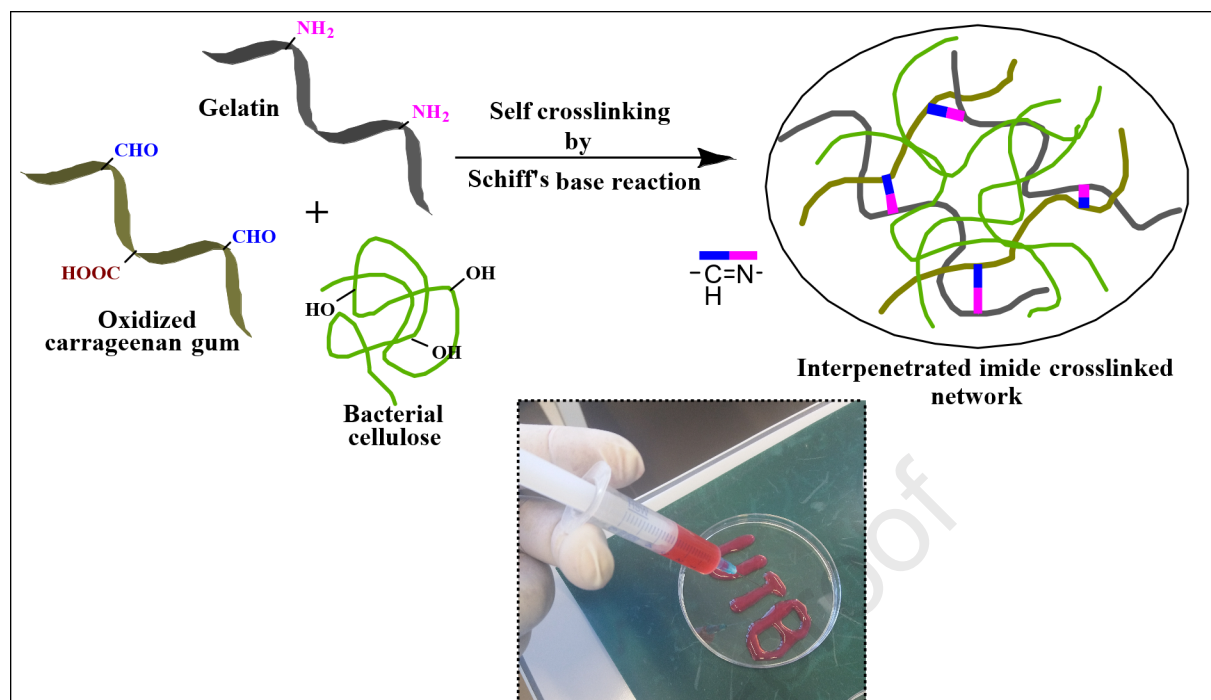 NH2
Gelatin
NH2
CHO
CHO
HOOC
Oxidized
carrageenan gum
+
HO
OH
OH
Bacterial
cellulose
Self crosslinking
by
Schiff's base reaction
-C=N-
H
Interpenetrated imide crosslinked
network
oof